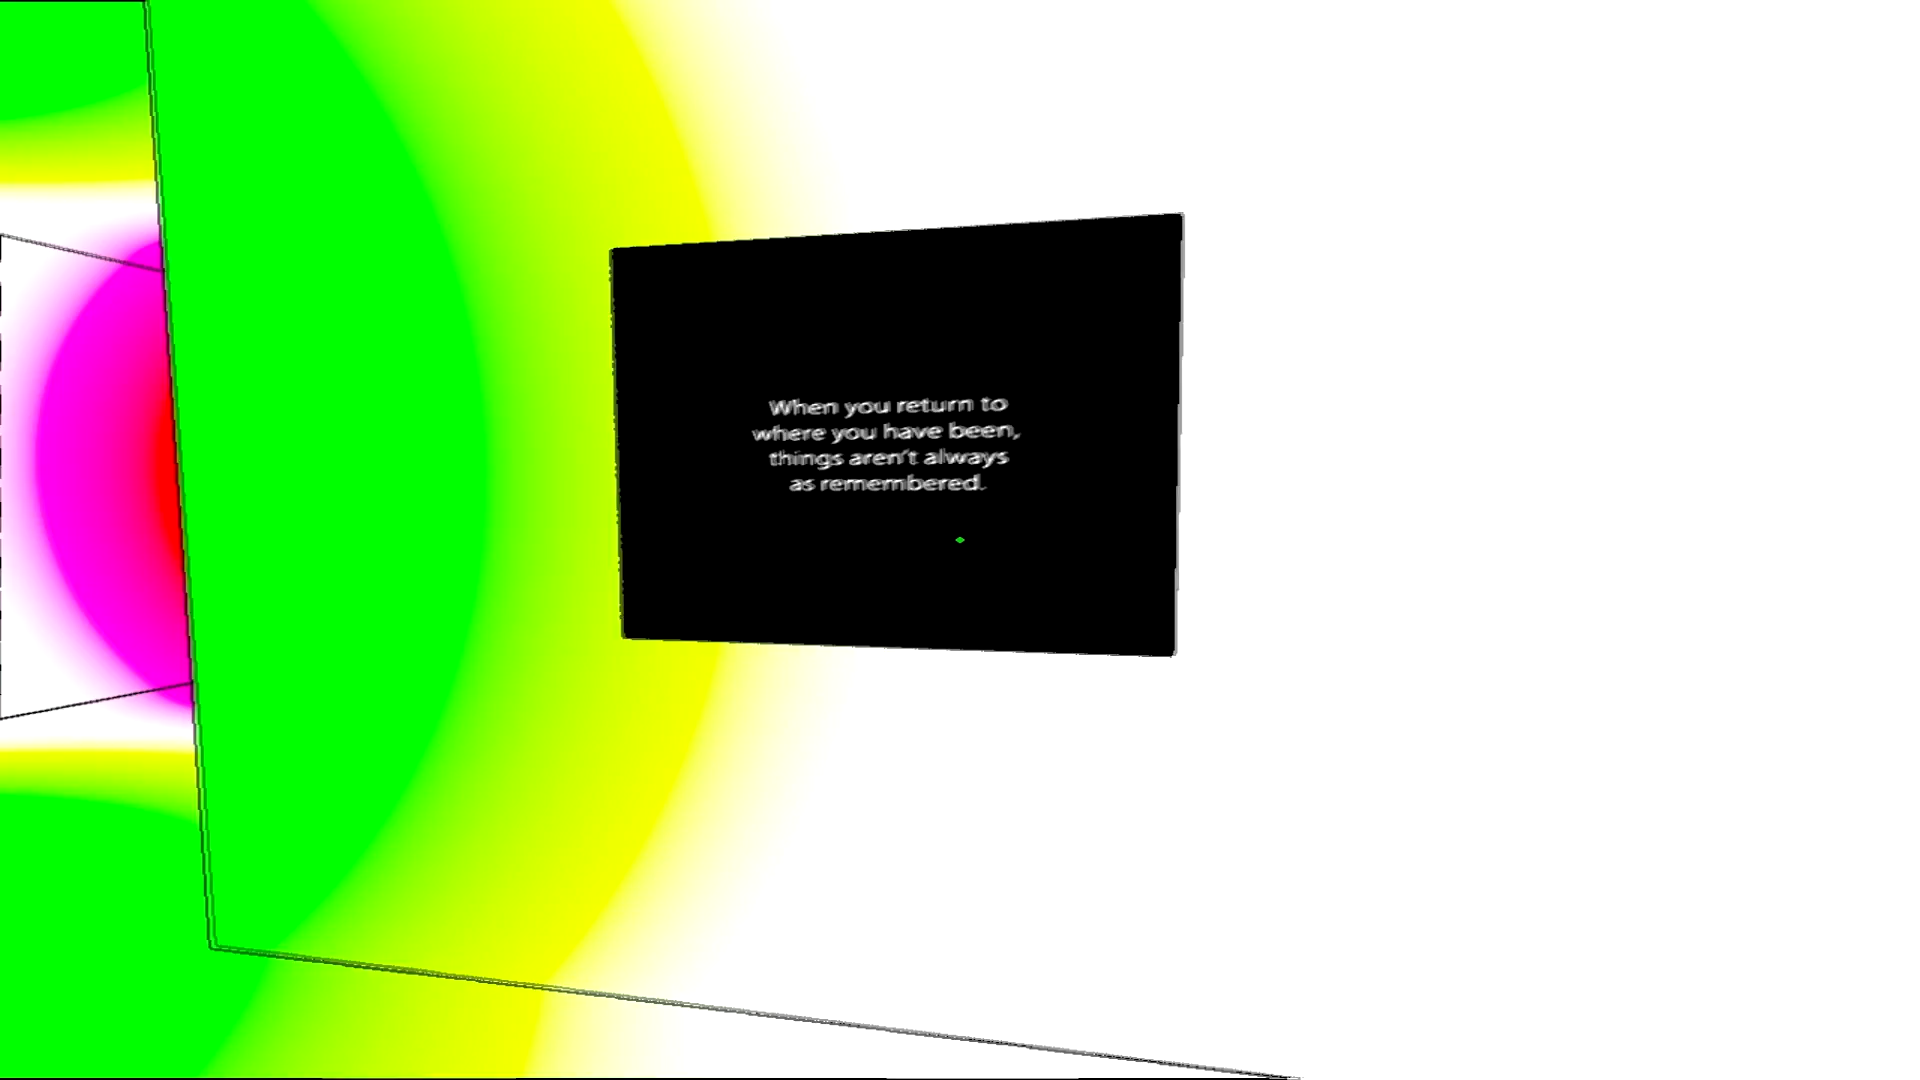 When you return to
where you have been,
things aren't always
as remembered.